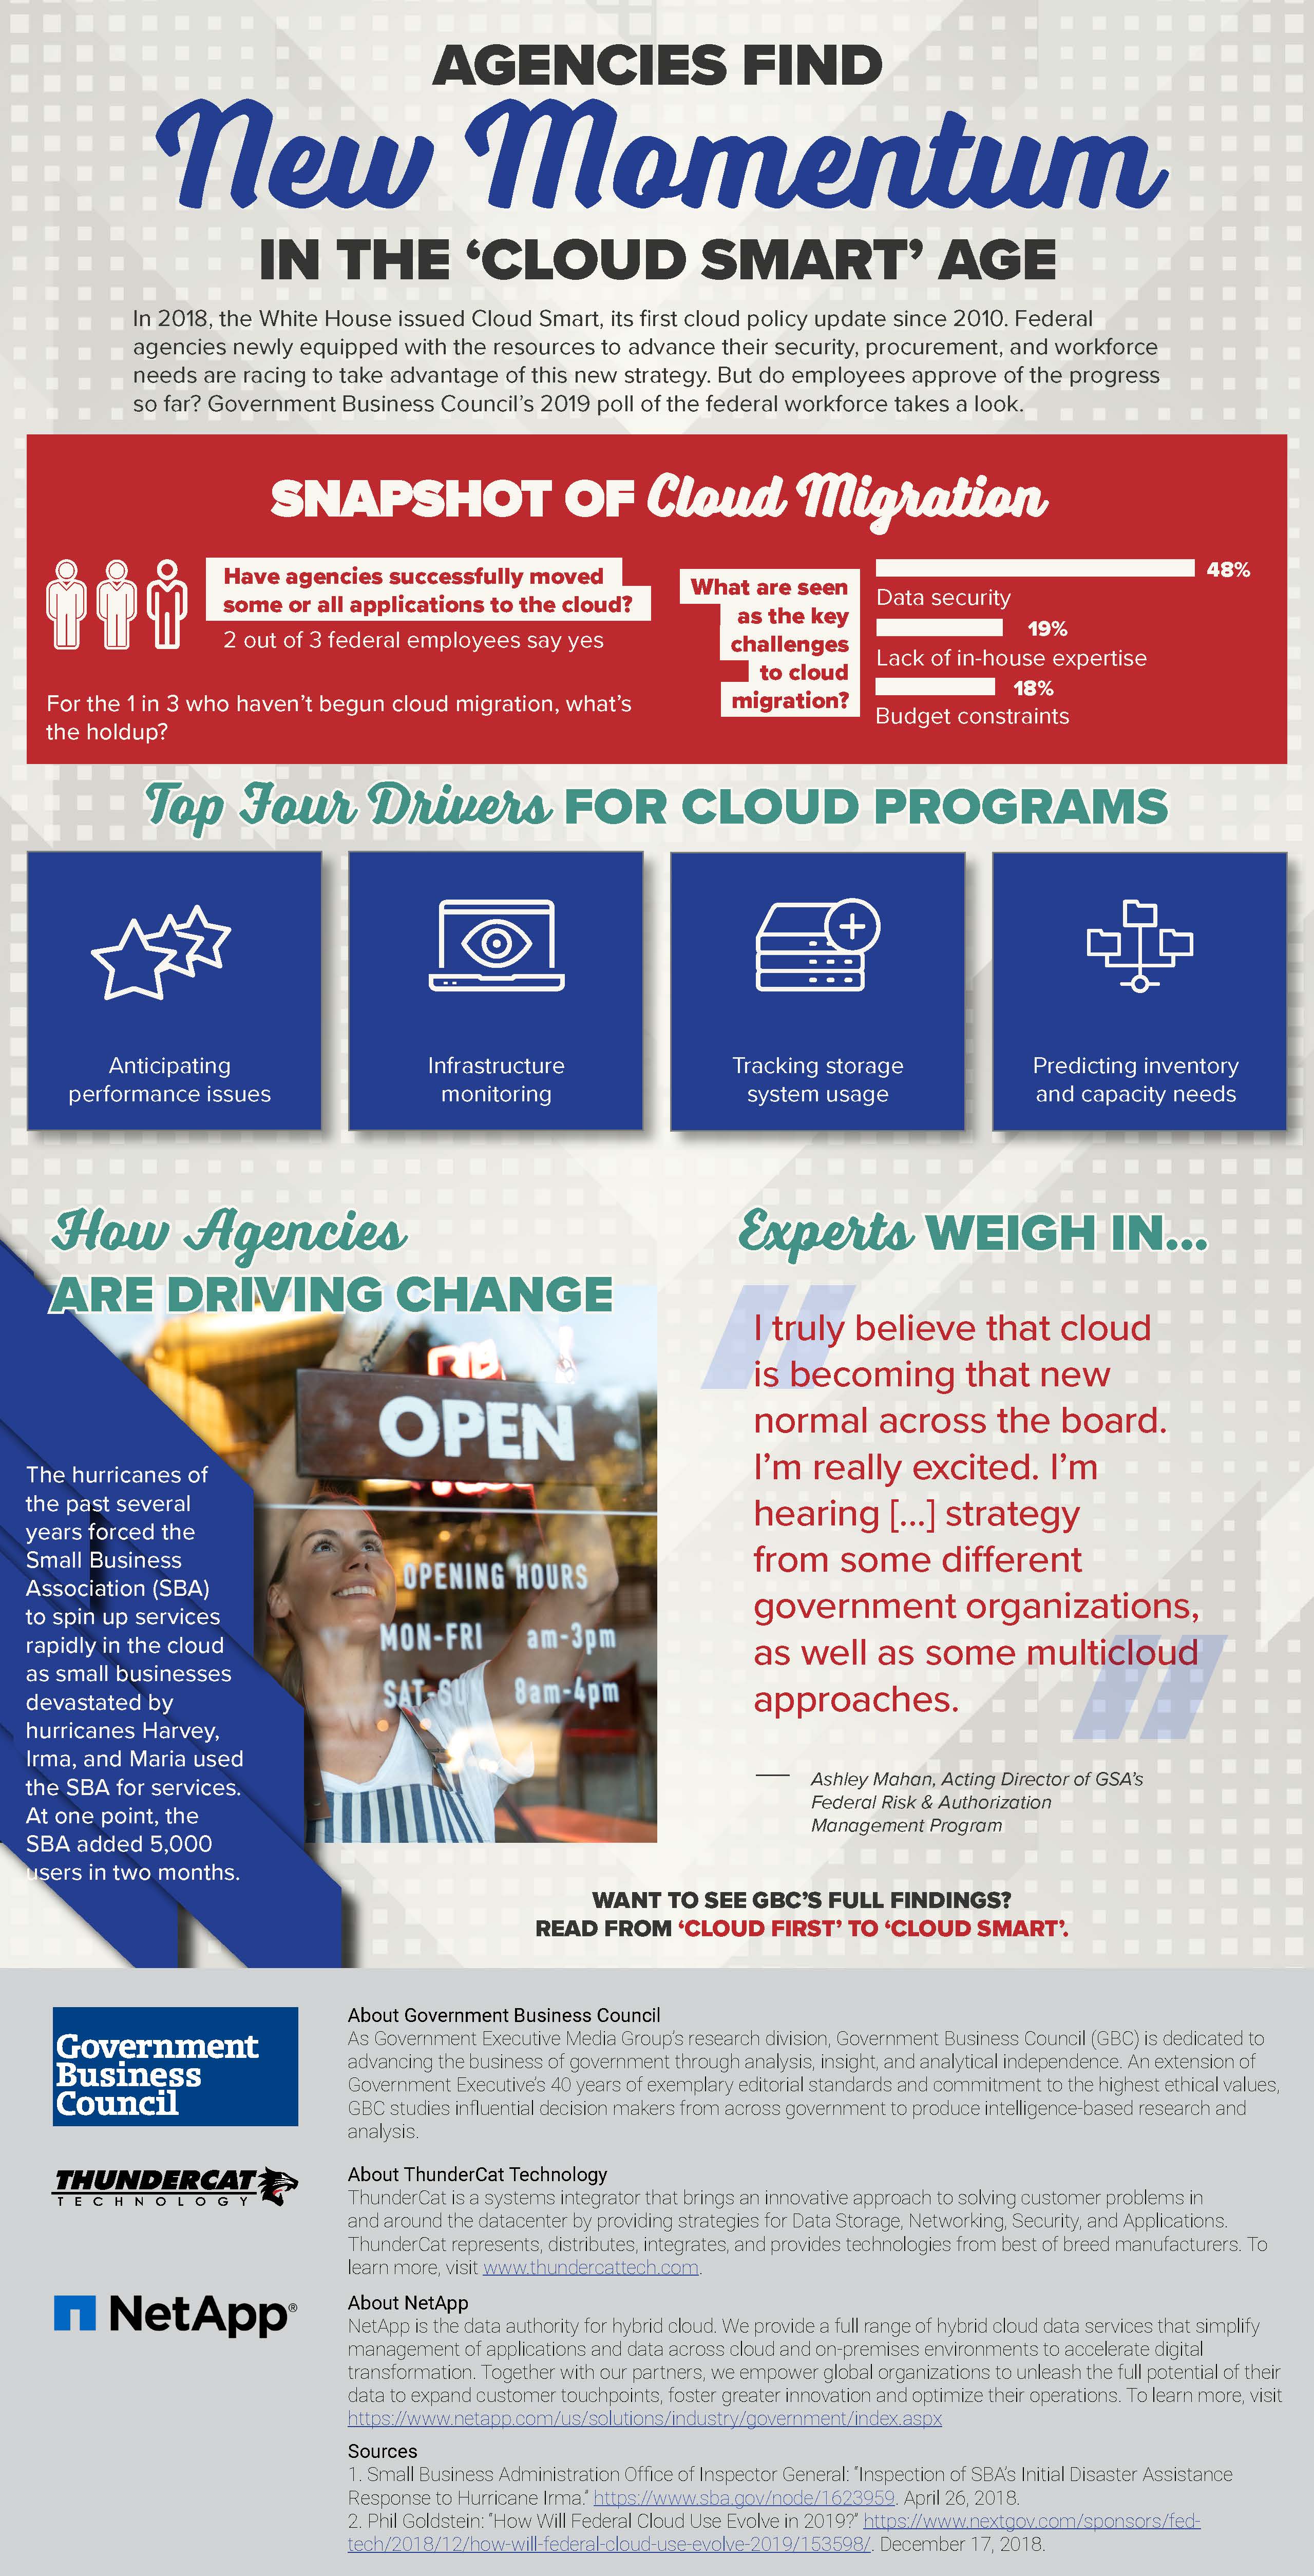 AGENCIES FIND
New Momentum
IN THE ‘CLOUD SMART’ AGE
In 2018, the White House issued Cloud Smart, its first cloud policy update since 2010. Federal
agencies newly equipped with the resources to advance their security, procurement, and workforce
needs are racing to take advantage of this new strategy. But do employees approve of the progress
so far? Government Business Council’s 2019 poll of the federal workforce takes a look.
SNAPSHOT OF Cloud Migration
Have agencies successfully moved
some or all applications to the cloud?
2 out of 3 federal employees say yes
For the 1 in 3 who haven’t begun cloud migration, what’s
the holdup?
What are seen
as the key
challenges
to cloud
migration?
48%
Data security
19%
Lack of in-house expertise
18%
Budget constraints
Top Four Drivers FOR CLOUD PROGRAMS
Anticipating
performance issues
Infrastructure
monitoring
Tracking storage
system usage
Predicting inventory
and capacity needs
How Agencies
ARE DRIVING CHANGE
OPEN
OPENING HOURS
MON-FRI am-3pm
SAT-SUN 8am-4pm
The hurricanes of
the past several
years forced the
Small Business
Association (SBA)
to spin up services
rapidly in the cloud
as small businesses
devastated by
hurricanes Harvey,
Irma, and Maria used
the SBA for services.
At one point, the
SBA added 5,000
users in two months.
Experts WEIGH IN...
I truly believe that cloud
is becoming that new
normal across the board.
I’m really excited. I’m
hearing [...] strategy
from some different
government organizations,
as well as some multicloud
approaches.
— Ashley Mahan, Acting Director of GSA’s
Federal Risk & Authorization
Management Program
WANT TO SEE GBC’S FULL FINDINGS?
READ FROM ‘CLOUD FIRST’ TO ‘CLOUD SMART’.
Government
Business
Council
About Government Business Council
As Government Executive Media Group’s research division, Government Business Council (GBC) is dedicated to
advancing the business of government through analysis, insight, and analytical independence. An extension of
Government Executive’s 40 years of exemplary editorial standards and commitment to the highest ethical values,
GBC studies influential decision makers from across government to produce intelligence-based research and
analysis.
THUNDERCAT
TECHNOLOGY
About ThunderCat Technology
ThunderCat is a systems integrator that brings an innovative approach to solving customer problems in
and around the datacenter by providing strategies for Data Storage, Networking, Security, and Applications.
ThunderCat represents, distributes, integrates, and provides technologies from best of breed manufacturers. To
learn more, visit www.thundercattech.com.
NetApp®
About NetApp
NetApp is the data authority for hybrid cloud. We provide a full range of hybrid cloud data services that simplify
management of applications and data across cloud and on-premises environments to accelerate digital
transformation. Together with our partners, we empower global organizations to unleash the full potential of their
data to expand customer touchpoints, foster greater innovation and optimize their operations. To learn more, visit
https://www.netapp.com/us/solutions/industry/government/index.aspx
Sources
1. Small Business Administration Office of Inspector General: "Inspection of SBA’s Initial Disaster Assistance
Response to Hurricane Irma." https://www.sba.gov/node/1623959. April 26, 2018.
2. Phil Goldstein: "How Will Federal Cloud Use Evolve in 2019?" https://www.nextgov.com/sponsors/fed-
tech/2018/12/how-will-federal-cloud-use-evolve-2019/153598/. December 17, 2018.